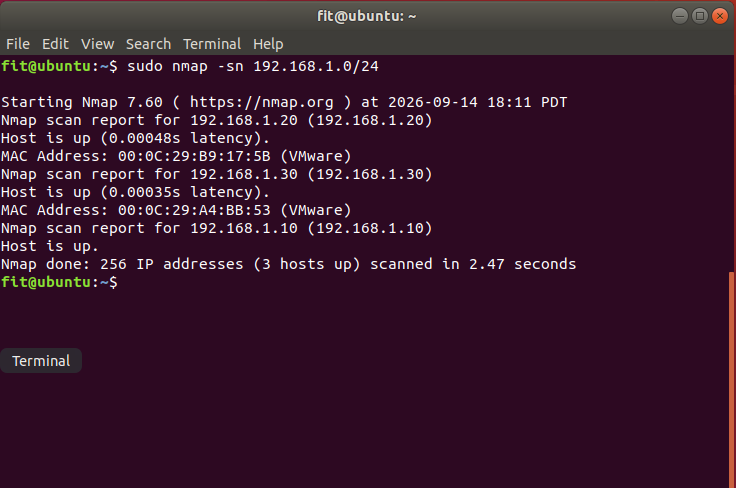 fit@ubuntu: ~
File Edit View Search Terminal Help
fit@ubuntu:~$ sudo nmap -sn 192.168.1.0/24
Starting Nmap 7.60 ( https://nmap.org ) at 2026-09-14 18:11 PDT
Nmap scan report for 192.168.1.20 (192.168.1.20)
Host is up (0.00048s latency).
MAC Address: 00:0C:29:B9:17:5B (VMware)
Nmap scan report for 192.168.1.30 (192.168.1.30)
Host is up (0.00035s latency).
MAC Address: 00:0C:29:A4:BB:53 (VMware)
Nmap scan report for 192.168.1.10 (192.168.1.10)
Host is up.
Nmap done: 256 IP addresses (3 hosts up) scanned in 2.47 seconds
fit@ubuntu:~$
Terminal